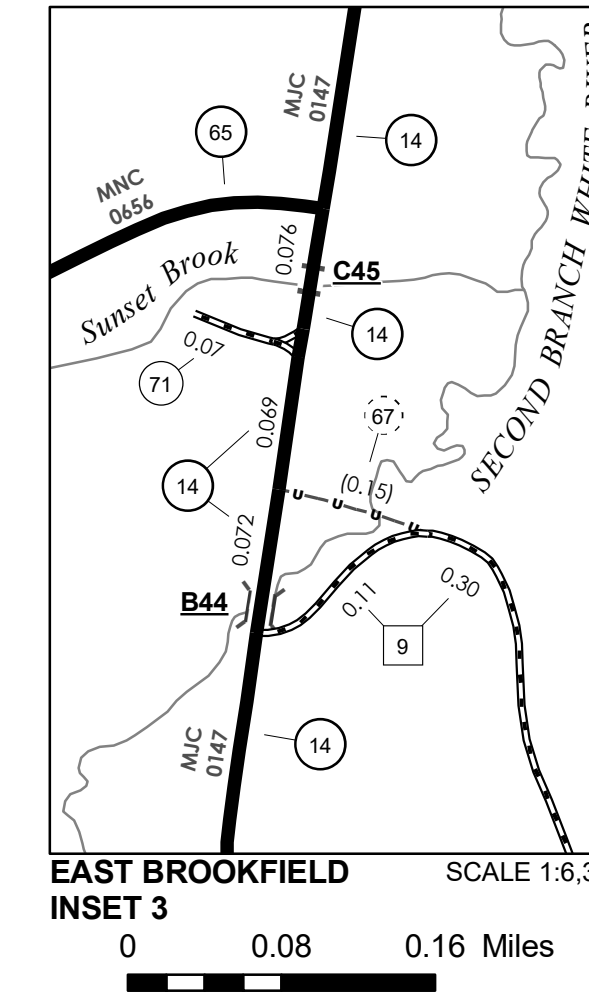 MJC
0147
65
14
MNC
0656
SECOND BRANCH WHITE RIVER
0.076
C45
Sunset Brook
14
0.07
71
0.069
67
(0.15)
14
0.072
B44
0.11
0.30
9
MJC
0147
14
EAST BROOKFIELD
INSET 3
SCALE 1:6,3
0 0.08 0.16 Miles
U U U U